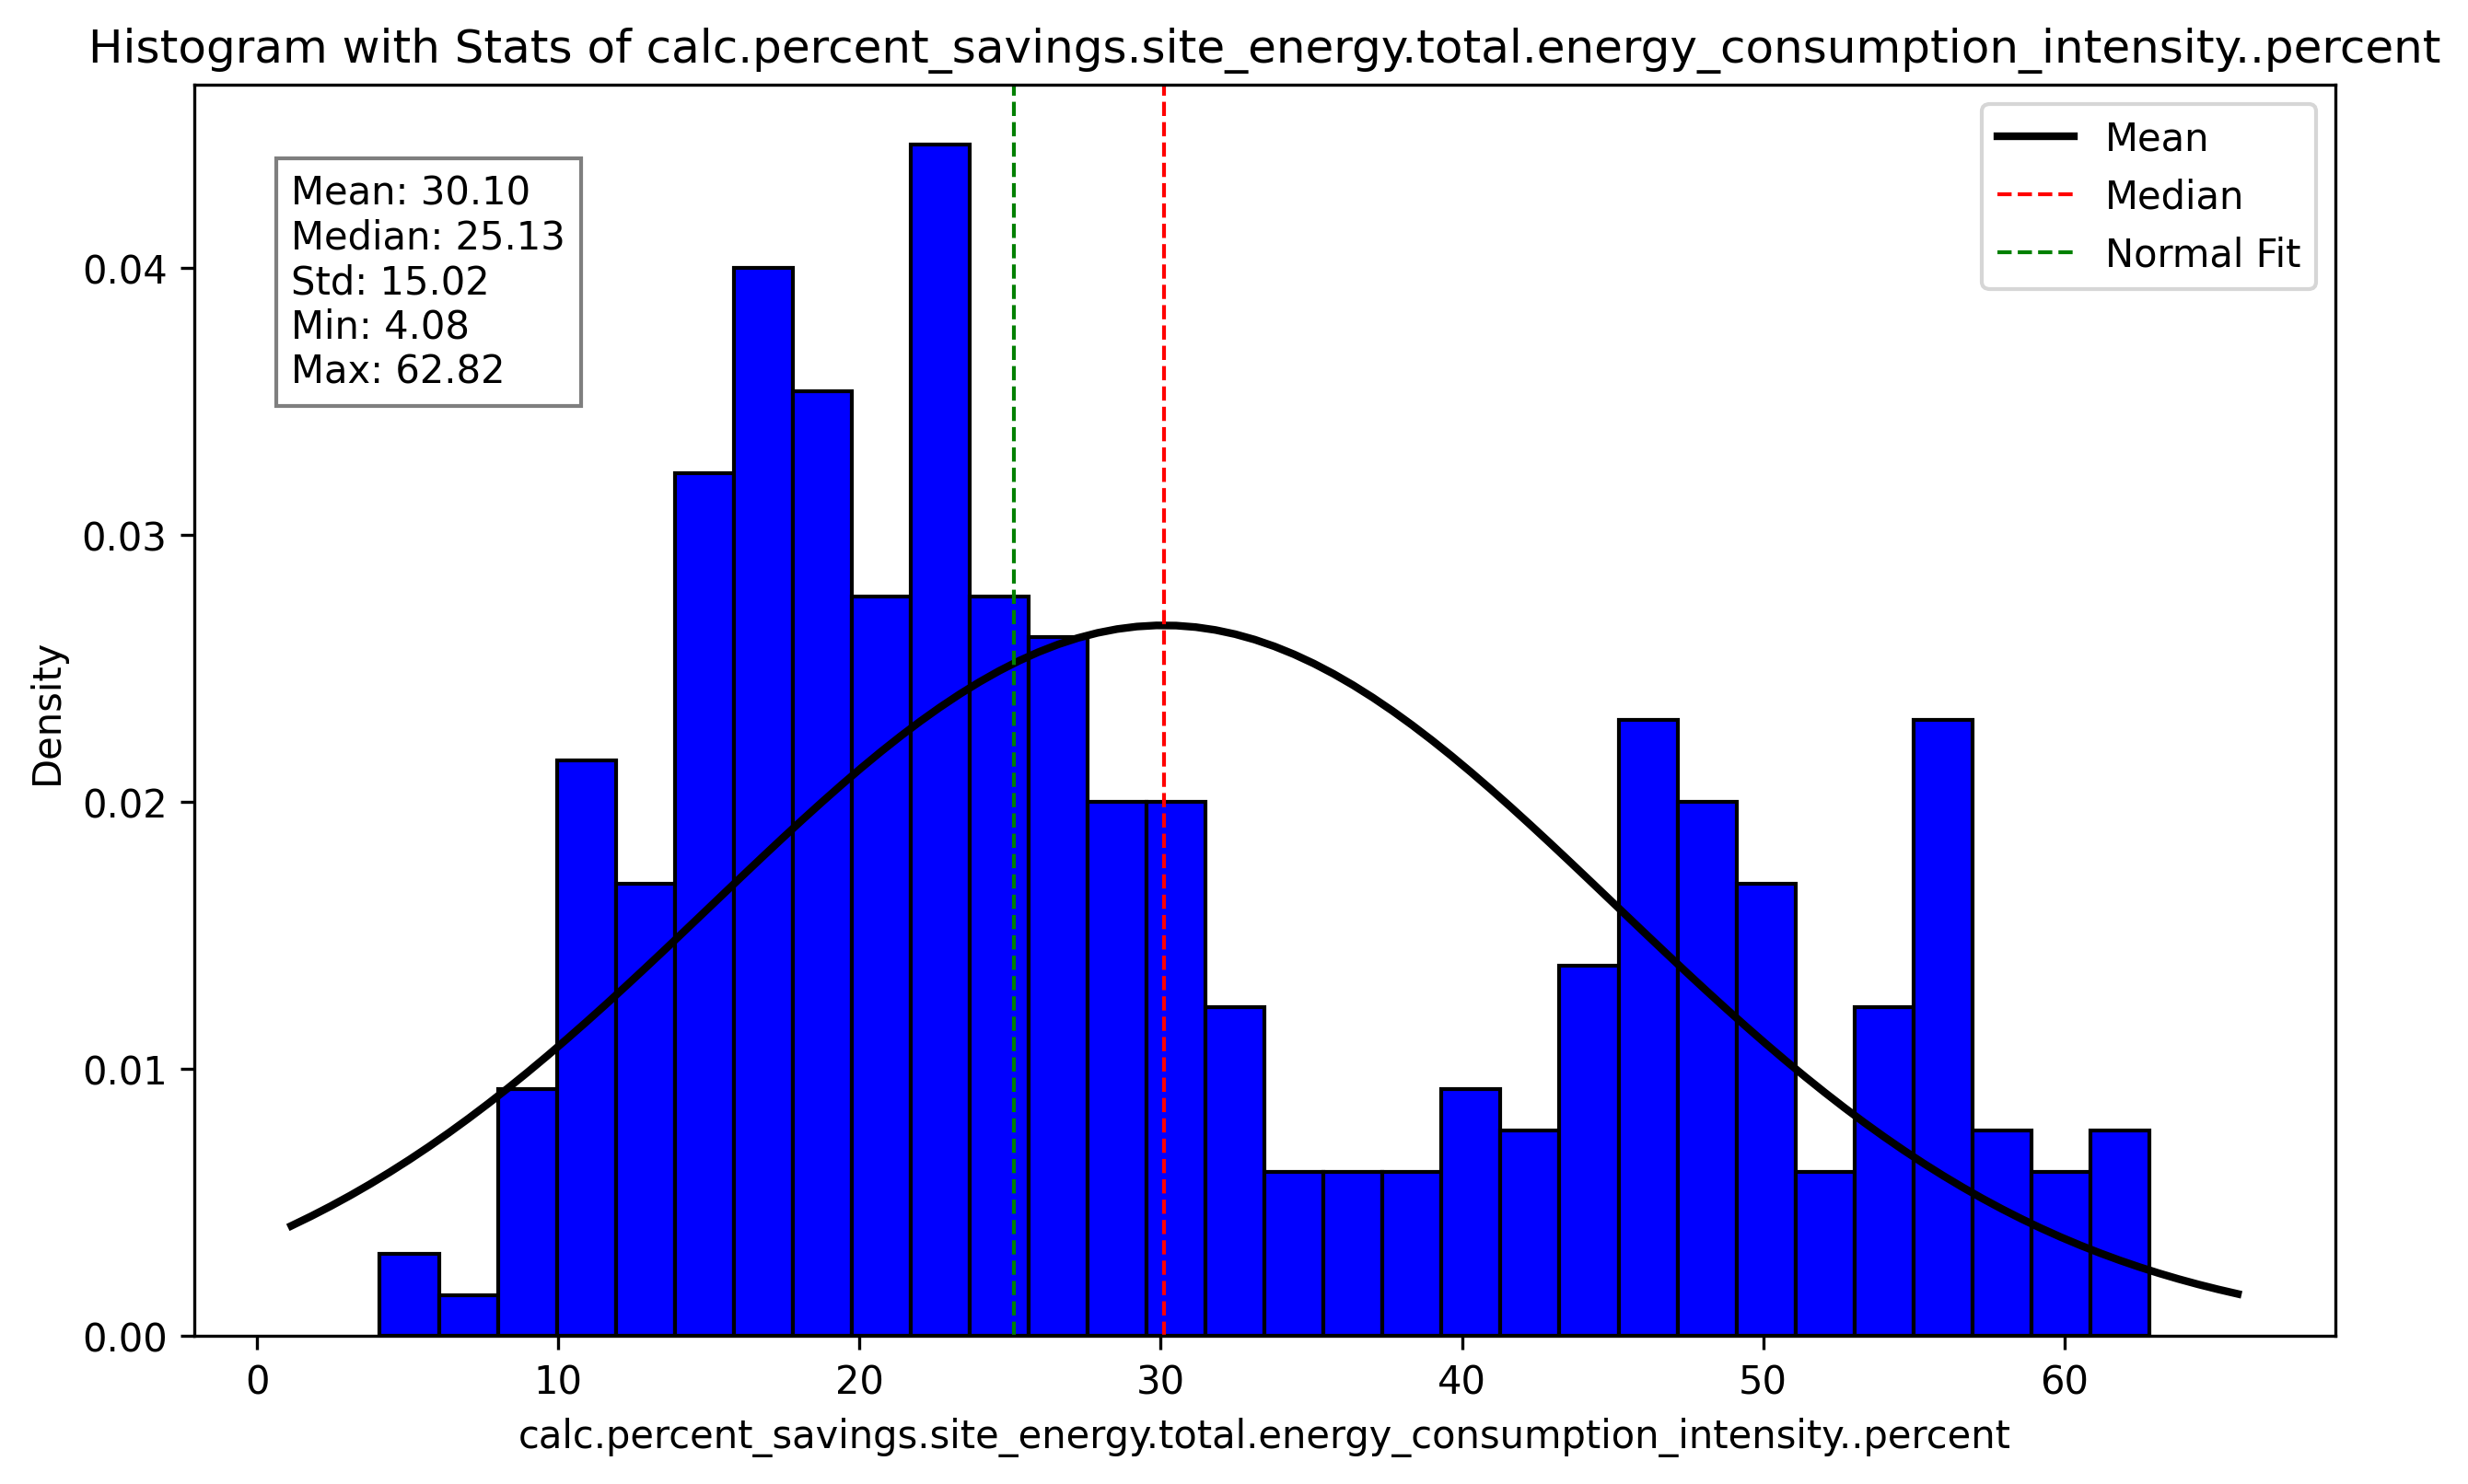 Histogram with Stats of calc.percent_savings.site_energy.total.energy_consumption_intensity..percent
Mean: 30.10
Median: 25.13
Std: 15.02
Min: 4.08
Max: 62.82
Mean
Median
Normal Fit
Density
0.04
0.03
0.02
0.01
0.00
0 10 20 30 40 50 60
calc.percent_savings.site_energy.total.energy_consumption_intensity..percent